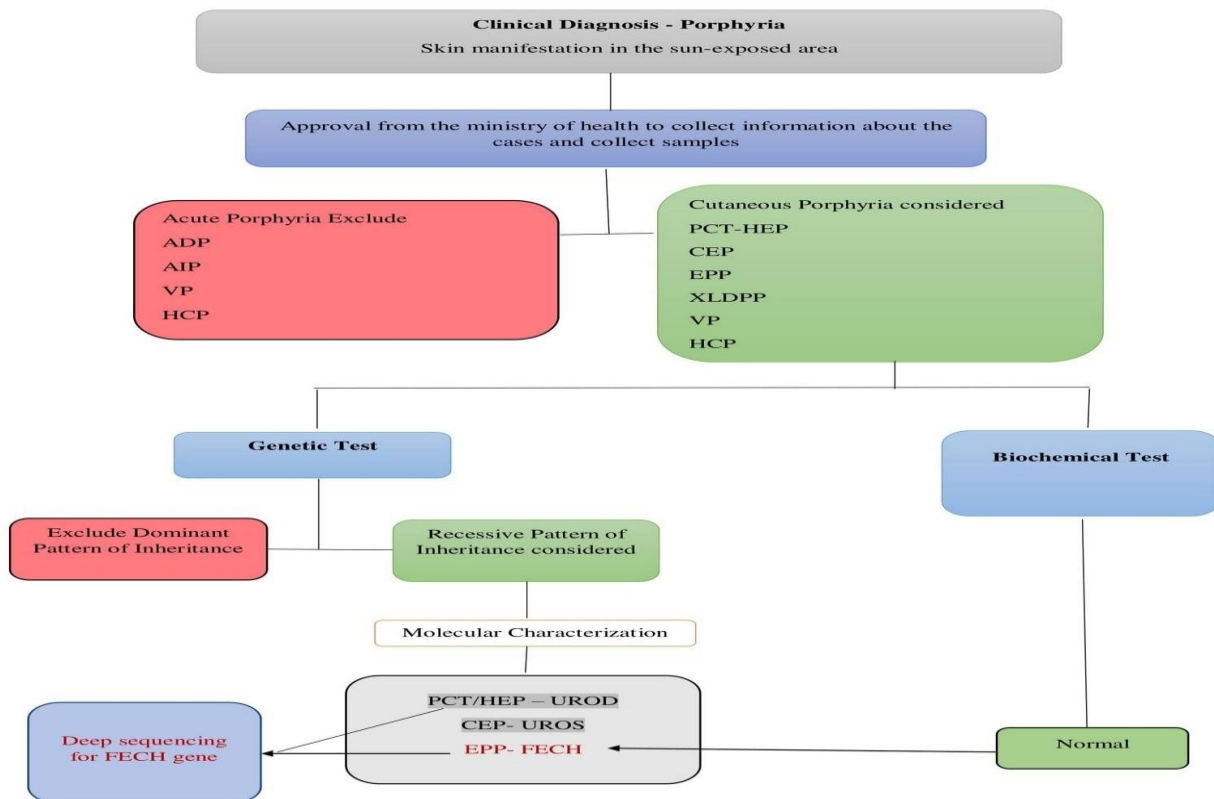 Clinical Diagnosis - Porphyria
Skin manifestation in the sun-exposed area
Approval from the ministry of health to collect information about the
cases and collect samples
Acute Porphyria Exclude
ADP
AIP
VP
HCP
Cutaneous Porphyria considered
PCT-HEP
CEP
EPP
XLDPP
VP
HCP
Genetic Test
Biochemical Test
Exclude Dominant
Pattern of Inheritance
Recessive Pattern of
Inheritance considered
Molecular Characterization
PCT/HEP – UROD
CEP- UROS
EPP- FECH
Deep sequencing
for FECH gene
Normal